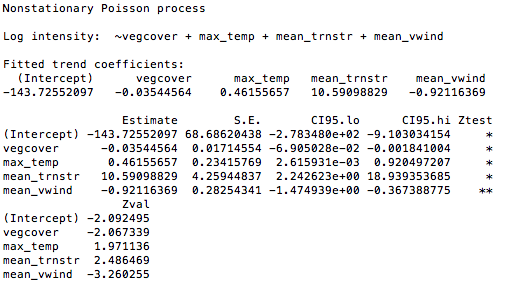 Nonstationary Poisson process
Log intensity:  ~vegcover + max_temp + mean_trnstr + mean_vwind
Fitted trend coefficients:
  (Intercept)      vegcover      max_temp   mean_trnstr    mean_vwind
-143.72552097   -0.03544564    0.46155657   10.59098829   -0.92116369
                 Estimate        S.E.       CI95.lo      CI95.hi Ztest
(Intercept) -143.72552097 68.68620438 -2.783480e+02 -9.103034154     *
vegcover      -0.03544564  0.01714554 -6.905028e-02 -0.001841004     *
max_temp       0.46155657  0.23415769  2.615931e-03  0.920497207     *
mean_trnstr   10.59098829  4.25944837  2.242623e+00 18.939353685     *
mean_vwind    -0.92116369  0.28254341 -1.474939e+00 -0.367388775    **
                 Zval
(Intercept) -2.092495
vegcover    -2.067339
max_temp     1.971136
mean_trnstr  2.486469
mean_vwind  -3.260255